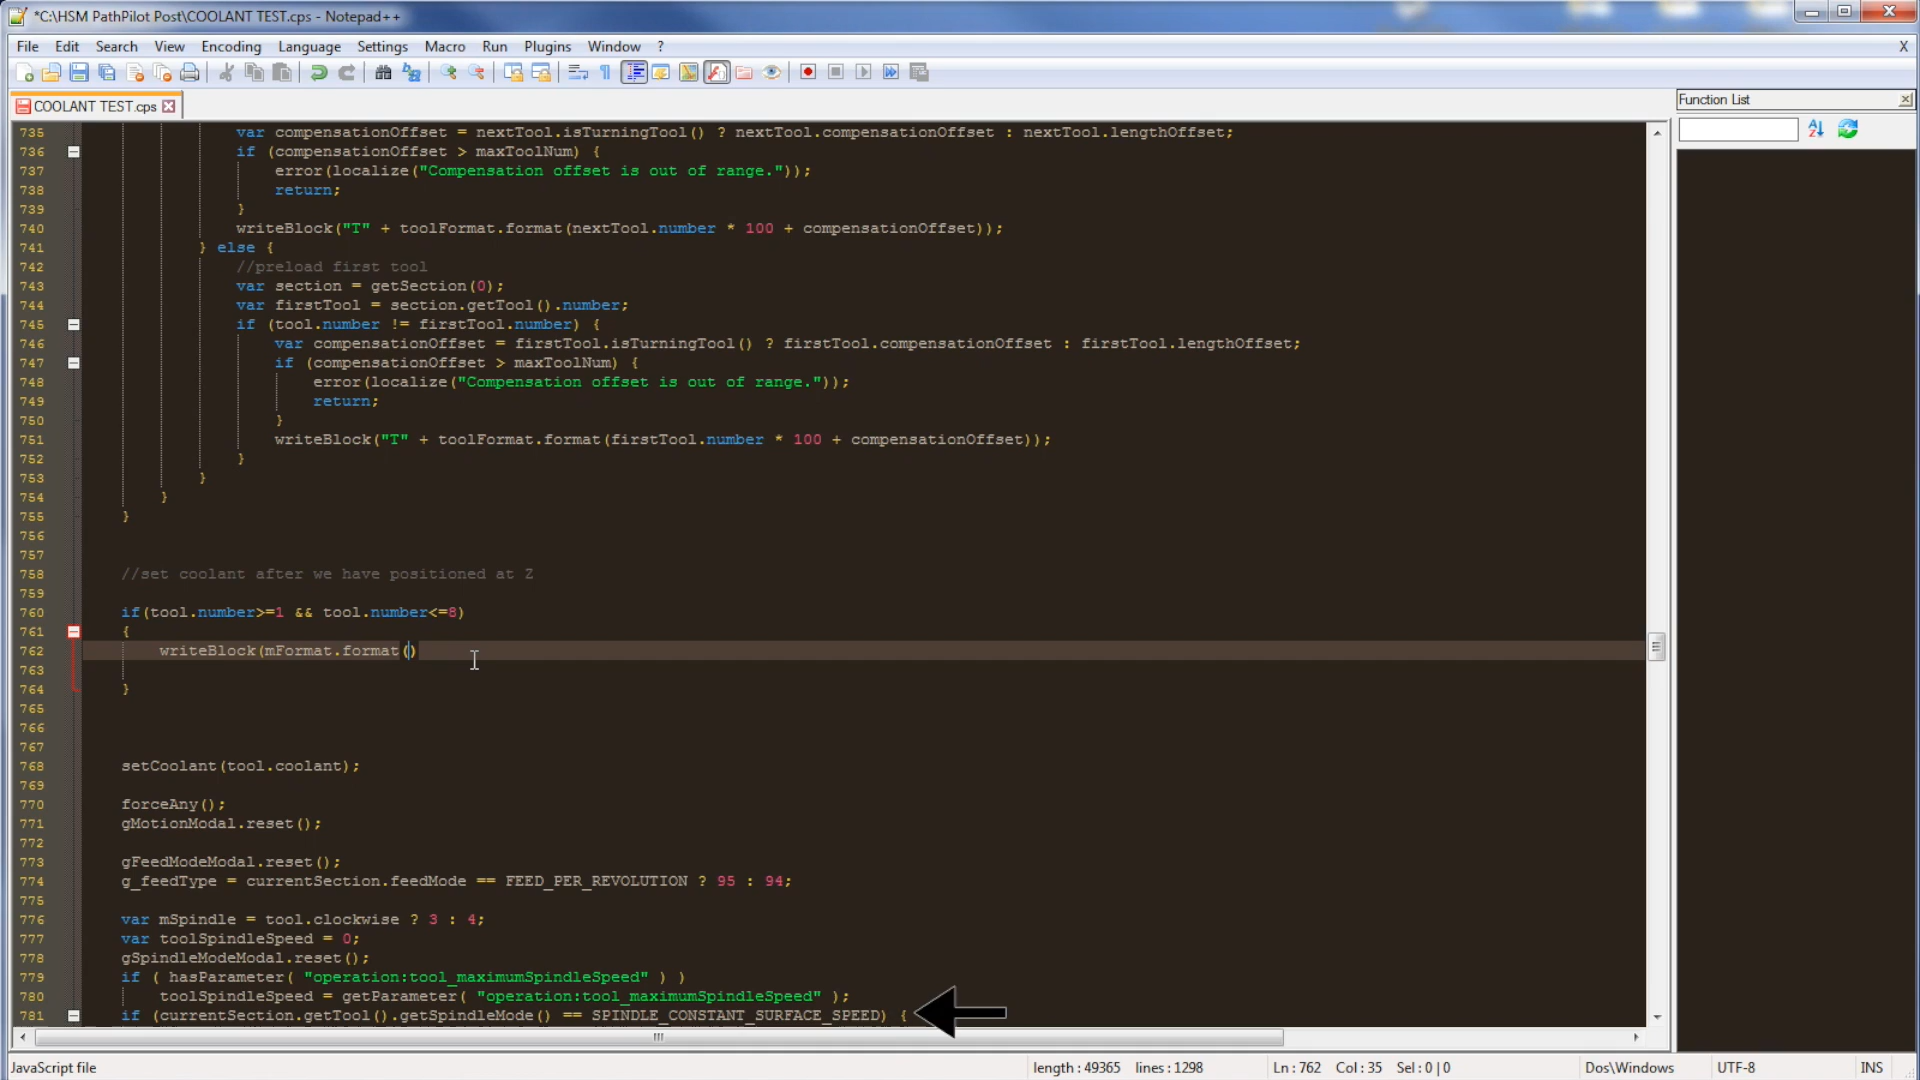 *C:\HSM PathPilot Post\COOLANT TEST.cps - Notepad++
File Edit Search View Encoding Language Settings Macro Run Plugins Window ? X
COOLANT TEST.cps
Function List
735 var compensationOffset = nextTool.isTurningTool() ? nextTool.compensationOffset : nextTool.lengthOffset;
736 if (compensationOffset > maxToolNum) {
737 error(localize("Compensation offset is out of range."));
738 return;
739 }
740 writeBlock("T" + toolFormat.format(nextTool.number * 100 + compensationOffset));
741 } else {
742 //preload first tool
743 var section = getSection(0);
744 var firstTool = section.getTool().number;
745 if (tool.number != firstTool.number) {
746 var compensationOffset = firstTool.isTurningTool() ? firstTool.compensationOffset : firstTool.lengthOffset;
747 if (compensationOffset > maxToolNum) {
748 error(localize("Compensation offset is out of range."));
749 return;
750 }
751 writeBlock("T" + toolFormat.format(firstTool.number * 100 + compensationOffset));
752 }
753 }
754 }
755 }
756
757
758 //set coolant after we have positioned at Z
759
760 if(tool.number>=1 && tool.number<=8)
761 {
762 writeBlock(mFormat.format()
763
764 }
765
766
767
768 setCoolant(tool.coolant);
769
770 forceAny();
771 gMotionModal.reset();
772
773 gFeedModeModal.reset();
774 g_feedType = currentSection.feedMode == FEED_PER_REVOLUTION ? 95 : 94;
775
776 var mSpindle = tool.clockwise ? 3 : 4;
777 var toolSpindleSpeed = 0;
778 gSpindleModeModal.reset();
779 if ( hasParameter( "operation:tool_maximumSpindleSpeed" ) )
780 toolSpindleSpeed = getParameter( "operation:tool_maximumSpindleSpeed" );
781 if (currentSection.getTool().getSpindleMode() == SPINDLE_CONSTANT_SURFACE_SPEED) {
JavaScript file length : 49365 lines : 1298 Ln : 762 Col : 35 Sel : 0 | 0 Dos\Windows UTF-8 INS